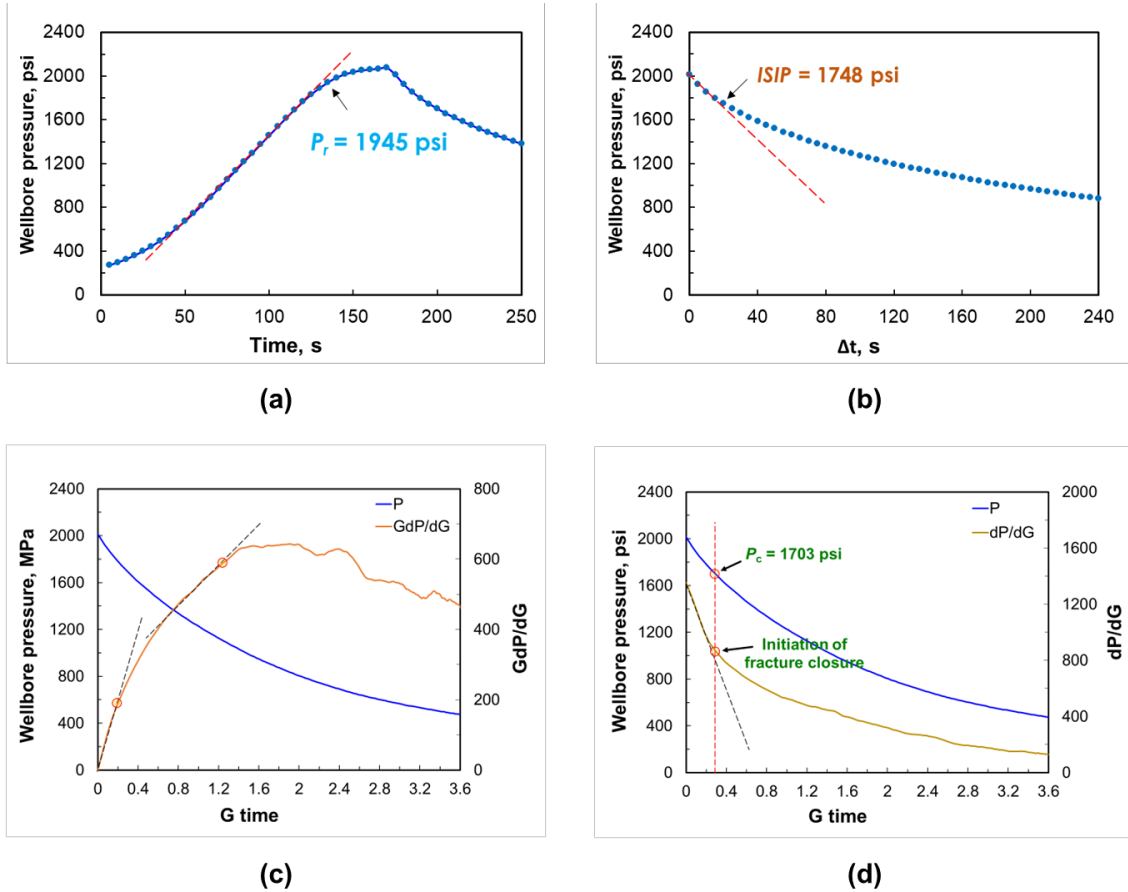 2400
2000
1600
1200
800
400
0
Wellbore pressure, psi
P_r = 1945 psi
0 50 100 150 200 250
Time, s
(a)
2400
2000
1600
1200
800
400
0
Wellbore pressure, psi
ISIP = 1748 psi
0 40 80 120 160 200 240
Δt, s
(b)
2400
2000
1600
1200
800
400
0
Wellbore pressure, MPa
P
GdP/dG
800
600
400
200
0
GdP/dG
0 0.4 0.8 1.2 1.6 2 2.4 2.8 3.2 3.6
G time
(c)
2400
2000
1600
1200
800
400
0
Wellbore pressure, psi
P
dP/dG
P_c = 1703 psi
Initiation of
fracture closure
2000
1600
1200
800
400
0
dP/dG
0 0.4 0.8 1.2 1.6 2 2.4 2.8 3.2 3.6
G time
(d)